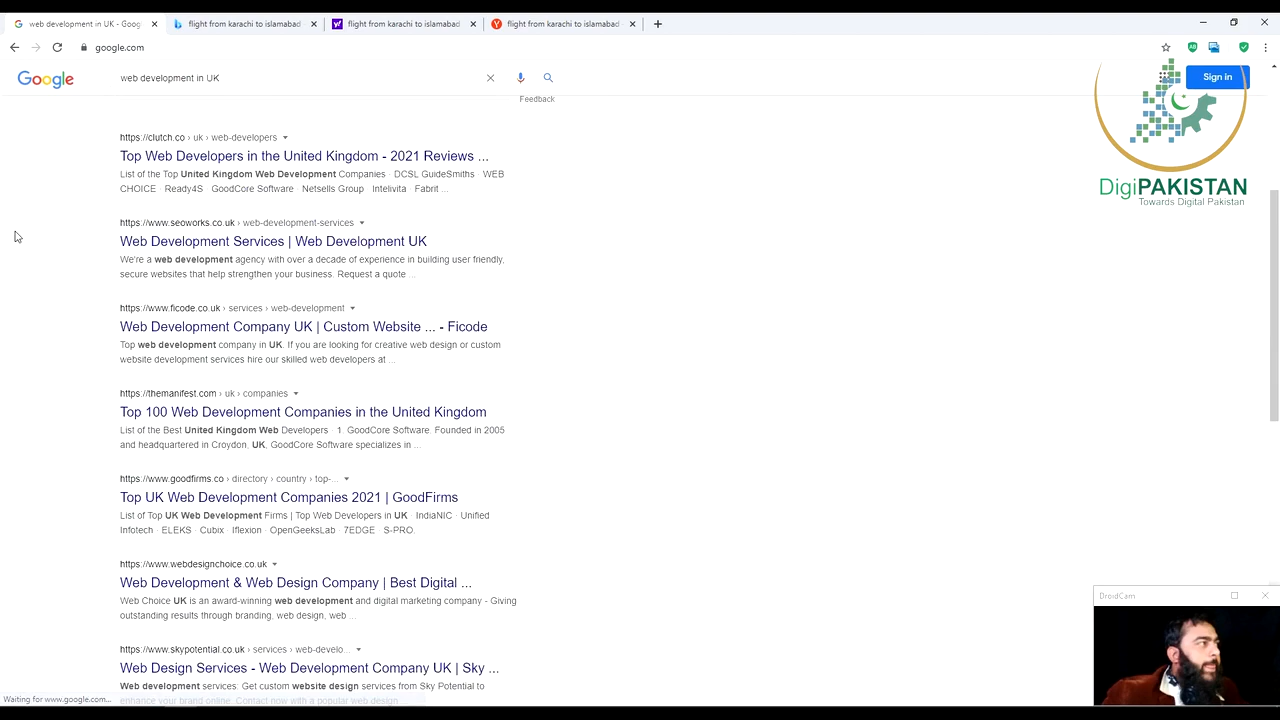 web development in UK - Goog
flight from karachi to islamabad
flight from karachi to islamabad
flight from karachi to islamabad
google.com
Google
web development in UK
Sign in
Feedback
https://clutch.co › uk › web-developers
Top Web Developers in the United Kingdom - 2021 Reviews ...
List of the Top United Kingdom Web Development Companies · DCSL GuideSmiths · WEB
CHOICE · Ready4S · GoodCore Software · Netsells Group · Intelivita · Fabrit ...
DigiPAKISTAN
Towards Digital Pakistan
https://www.seoworks.co.uk › web-development-services
Web Development Services | Web Development UK
We're a web development agency with over a decade of experience in building user friendly,
secure websites that help strengthen your business. Request a quote ...
https://www.ficode.co.uk › services › web-development
Web Development Company UK | Custom Website ... - Ficode
Top web development company in UK. If you are looking for creative web design or custom
website development services hire our skilled web developers at ...
https://themanifest.com › uk › companies
Top 100 Web Development Companies in the United Kingdom
List of the Best United Kingdom Web Developers · 1. GoodCore Software. Founded in 2005
and headquartered in Croydon, UK, GoodCore Software specializes in ...
https://www.goodfirms.co › directory › country › top-...
Top UK Web Development Companies 2021 | GoodFirms
List of Top UK Web Development Firms | Top Web Developers in UK · IndiaNIC · Unified
Infotech · ELEKS · Cubix · Iflexion · OpenGeeksLab · 7EDGE · S-PRO.
https://www.webdesignchoice.co.uk
Web Development & Web Design Company | Best Digital ...
Web Choice UK is an award-winning web development and digital marketing company - Giving
outstanding results through branding, web design, web ...
DroidCam
https://www.skypotential.co.uk › services › web-develo...
Web Design Services - Web Development Company UK | Sky ...
Web development services: Get custom website design services from Sky Potential to
enhance your brand online. Contact now with a popular web design...
Waiting for www.google.com...